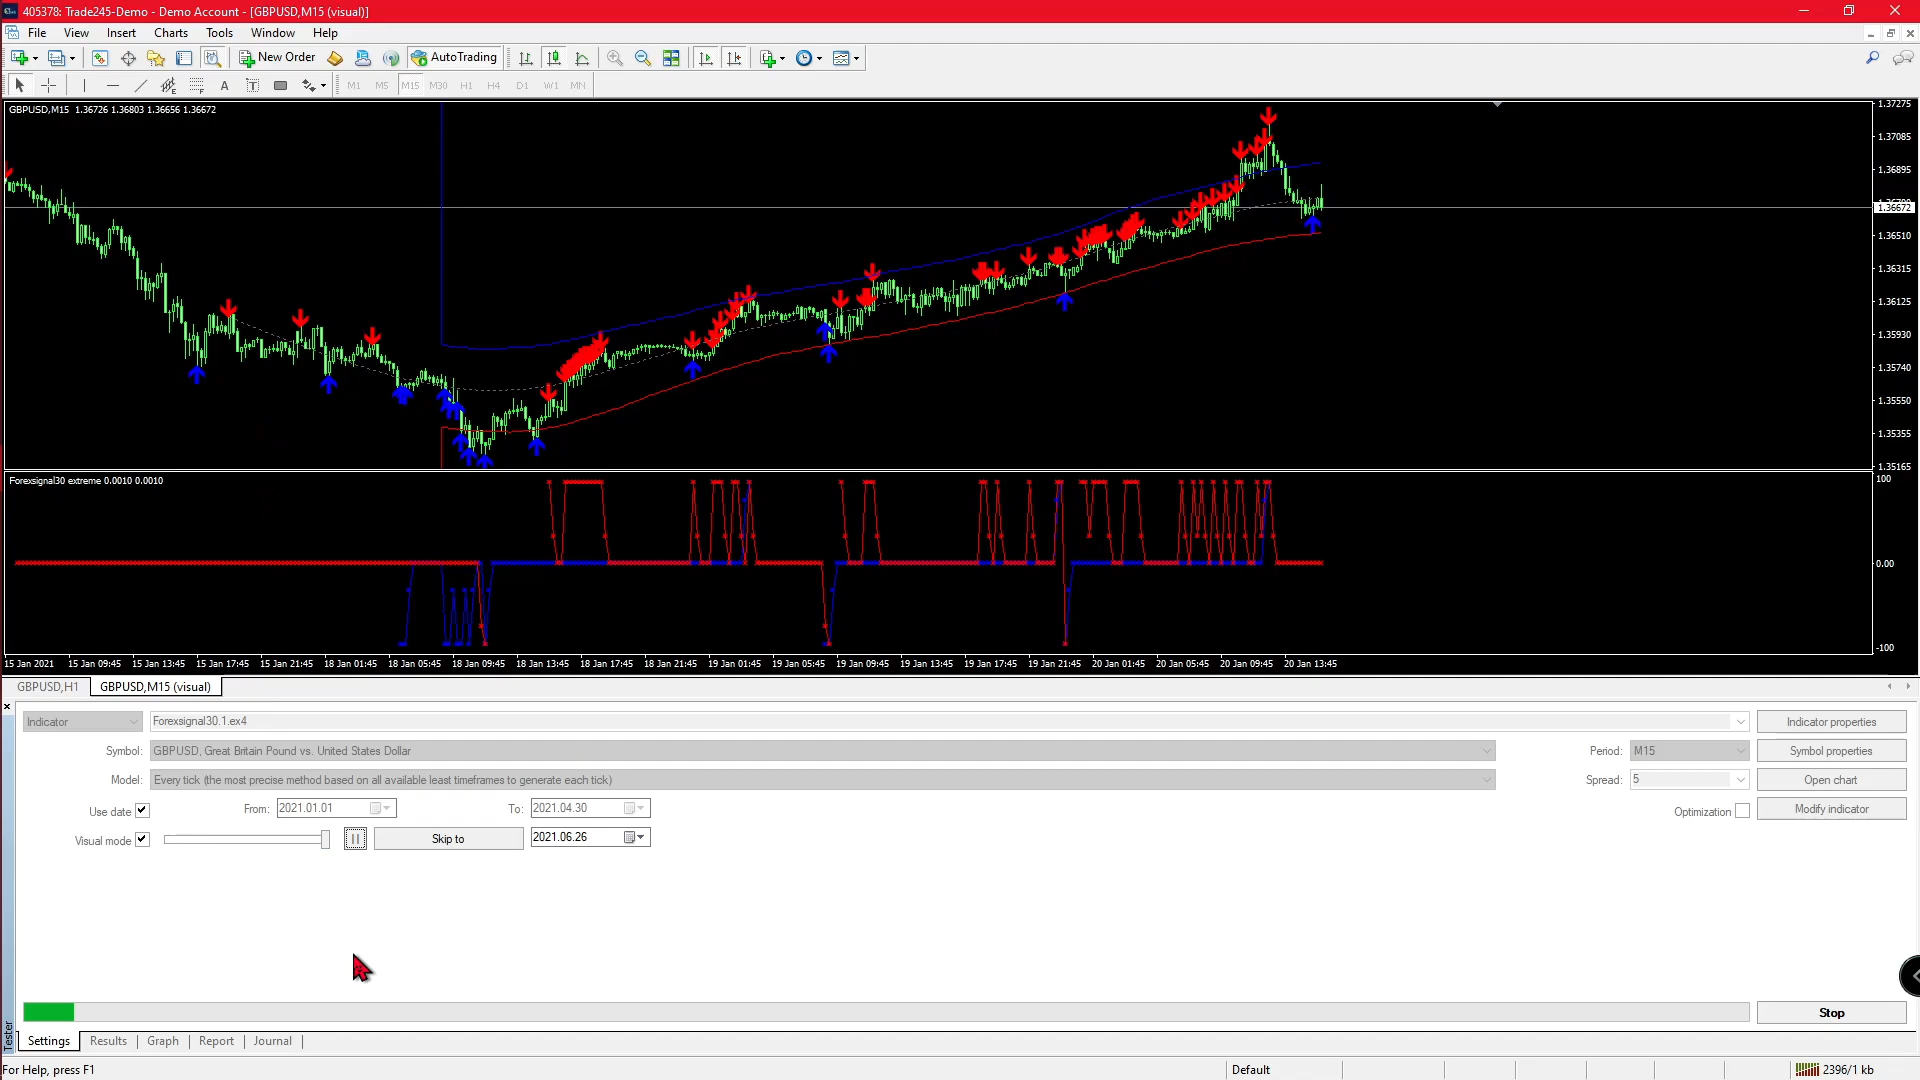 405378: Trade245-Demo - Demo Account - [GBPUSD,M15 (visual)]
File View Insert Charts Tools Window Help
New Order AutoTrading
A T M1 M5 M15 M30 H1 H4 D1 W1 MN
GBPUSD,M15 1.36726 1.36803 1.36656 1.36672
1.37275
1.37085
1.36895
1.36672
1.36510
1.36315
1.36125
1.35930
1.35740
1.35550
1.35355
1.35165
Forexsignal30 extreme 0.0010 0.0010
100
0.00
-100
15 Jan 2021 15 Jan 09:45 15 Jan 13:45 15 Jan 17:45 15 Jan 21:45 18 Jan 01:45 18 Jan 05:45 18 Jan 09:45 18 Jan 13:45 18 Jan 17:45 18 Jan 21:45 19 Jan 01:45 19 Jan 05:45 19 Jan 09:45 19 Jan 13:45 19 Jan 17:45 19 Jan 21:45 20 Jan 01:45 20 Jan 05:45 20 Jan 09:45 20 Jan 13:45
GBPUSD,H1 GBPUSD,M15 (visual)
Indicator Forexsignal30.1.ex4 Indicator properties
Symbol: GBPUSD, Great Britain Pound vs. United States Dollar Period: M15 Symbol properties
Model: Every tick (the most precise method based on all available least timeframes to generate each tick) Spread: 5 Open chart
Use date From: 2021.01.01 To: 2021.04.30 Optimization Modify indicator
Visual mode Skip to 2021.06.26
Stop
Tester
Settings Results Graph Report Journal
For Help, press F1 Default 2396/1 kb